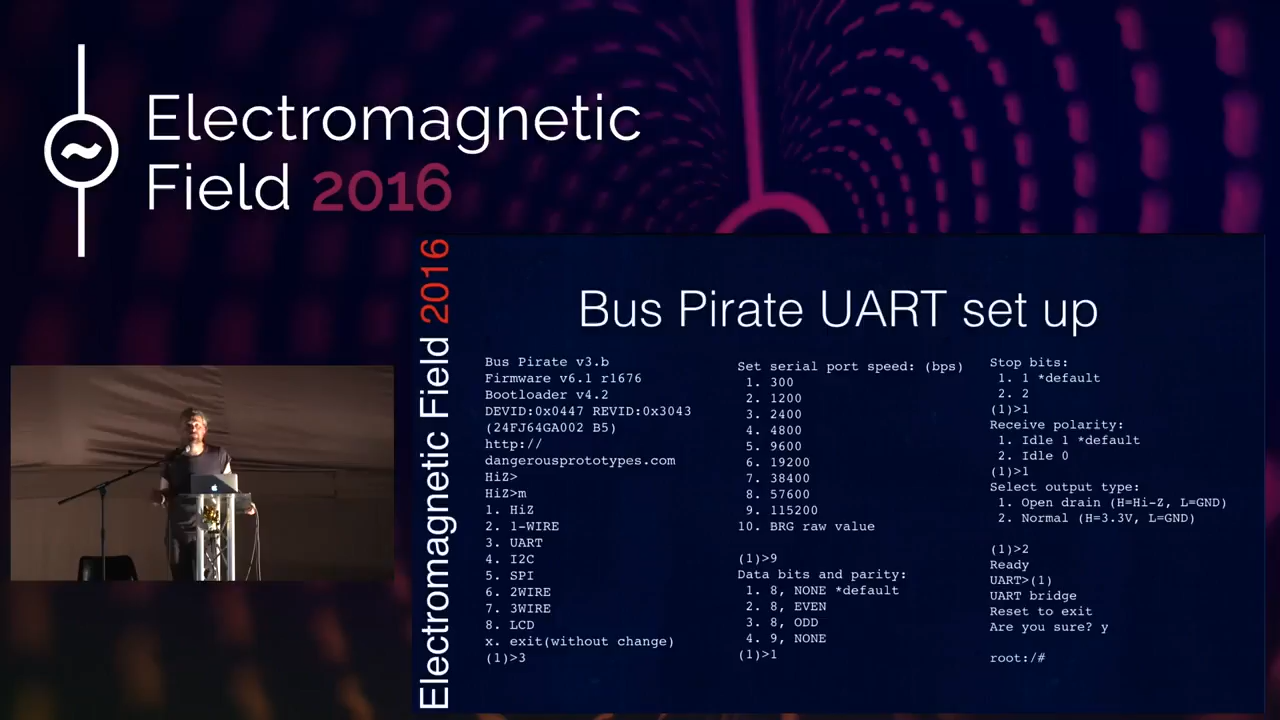 Electromagnetic
Field 2016
Electromagnetic Field 2016
Bus Pirate UART set up
Bus Pirate v3.b
Firmware v6.1 r1676
Bootloader v4.2
DEVID:0x0447 REVID:0x3043
(24FJ64GA002 B5)
http://
dangerousprototypes.com
HiZ>
HiZ>m
1. HiZ
2. 1-WIRE
3. UART
4. I2C
5. SPI
6. 2WIRE
7. 3WIRE
8. LCD
x. exit(without change)
(1)>3
Set serial port speed: (bps)
1. 300
2. 1200
3. 2400
4. 4800
5. 9600
6. 19200
7. 38400
8. 57600
9. 115200
10. BRG raw value
(1)>9
Data bits and parity:
1. 8, NONE *default
2. 8, EVEN
3. 8, ODD
4. 9, NONE
(1)>1
Stop bits:
1. 1 *default
2. 2
(1)>1
Receive polarity:
1. Idle 1 *default
2. Idle 0
(1)>1
Select output type:
1. Open drain (H=Hi-Z, L=GND)
2. Normal (H=3.3V, L=GND)
(1)>2
Ready
UART>(1)
UART bridge
Reset to exit
Are you sure? y
root:/#